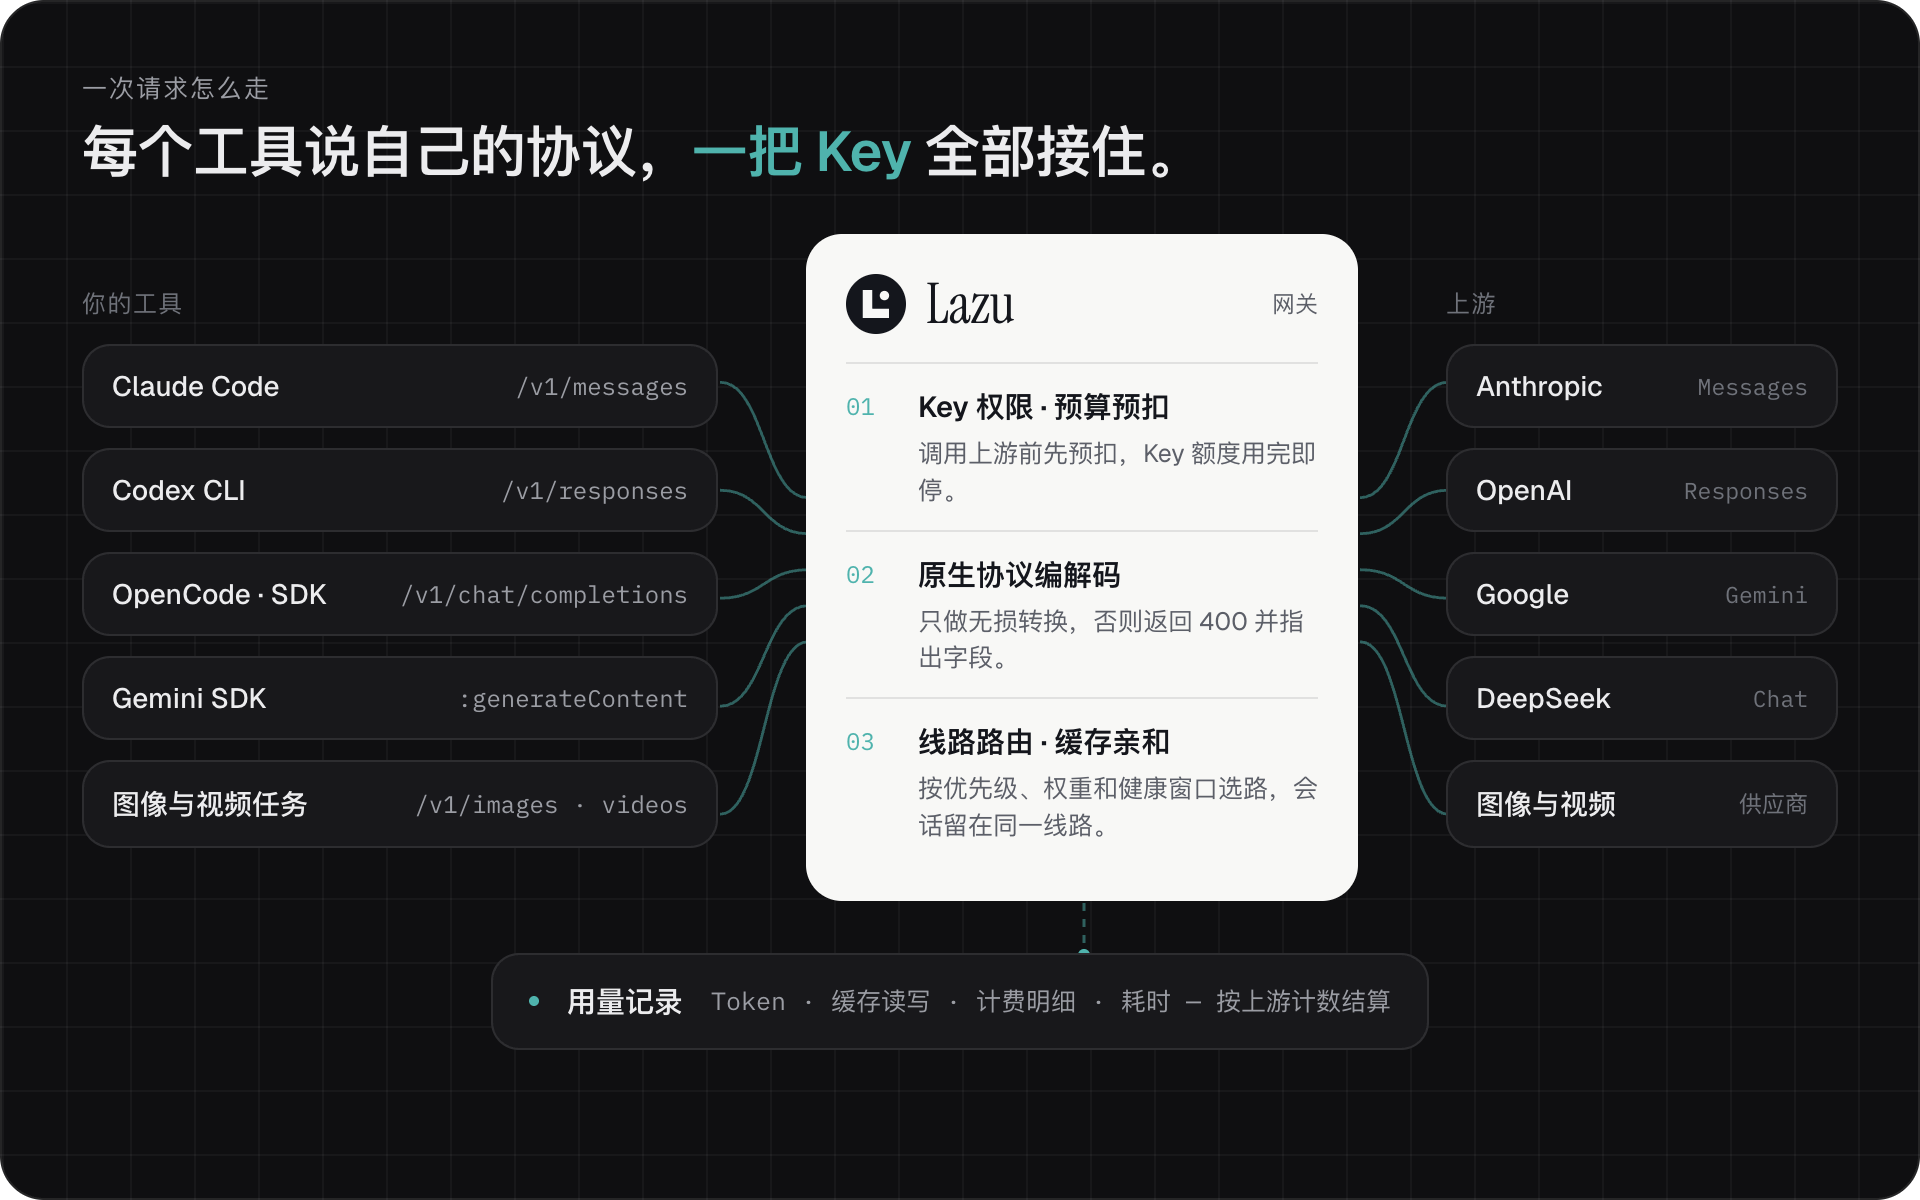 一次请求怎么走
每个工具说自己的协议，一把 Key 全部接住。
你的工具
Claude Code /v1/messages
Codex CLI /v1/responses
OpenCode · SDK /v1/chat/completions
Gemini SDK :generateContent
图像与视频任务 /v1/images · videos
Lazu 网关
01 Key 权限 · 预算预扣
调用上游前先预扣，Key 额度用完即
停。
02 原生协议编解码
只做无损转换，否则返回 400 并指
出字段。
03 线路路由 · 缓存亲和
按优先级、权重和健康窗口选路，会
话留在同一线路。
上游
Anthropic Messages
OpenAI Responses
Google Gemini
DeepSeek Chat
图像与视频 供应商
用量记录 Token · 缓存读写 · 计费明细 · 耗时 — 按上游计数结算